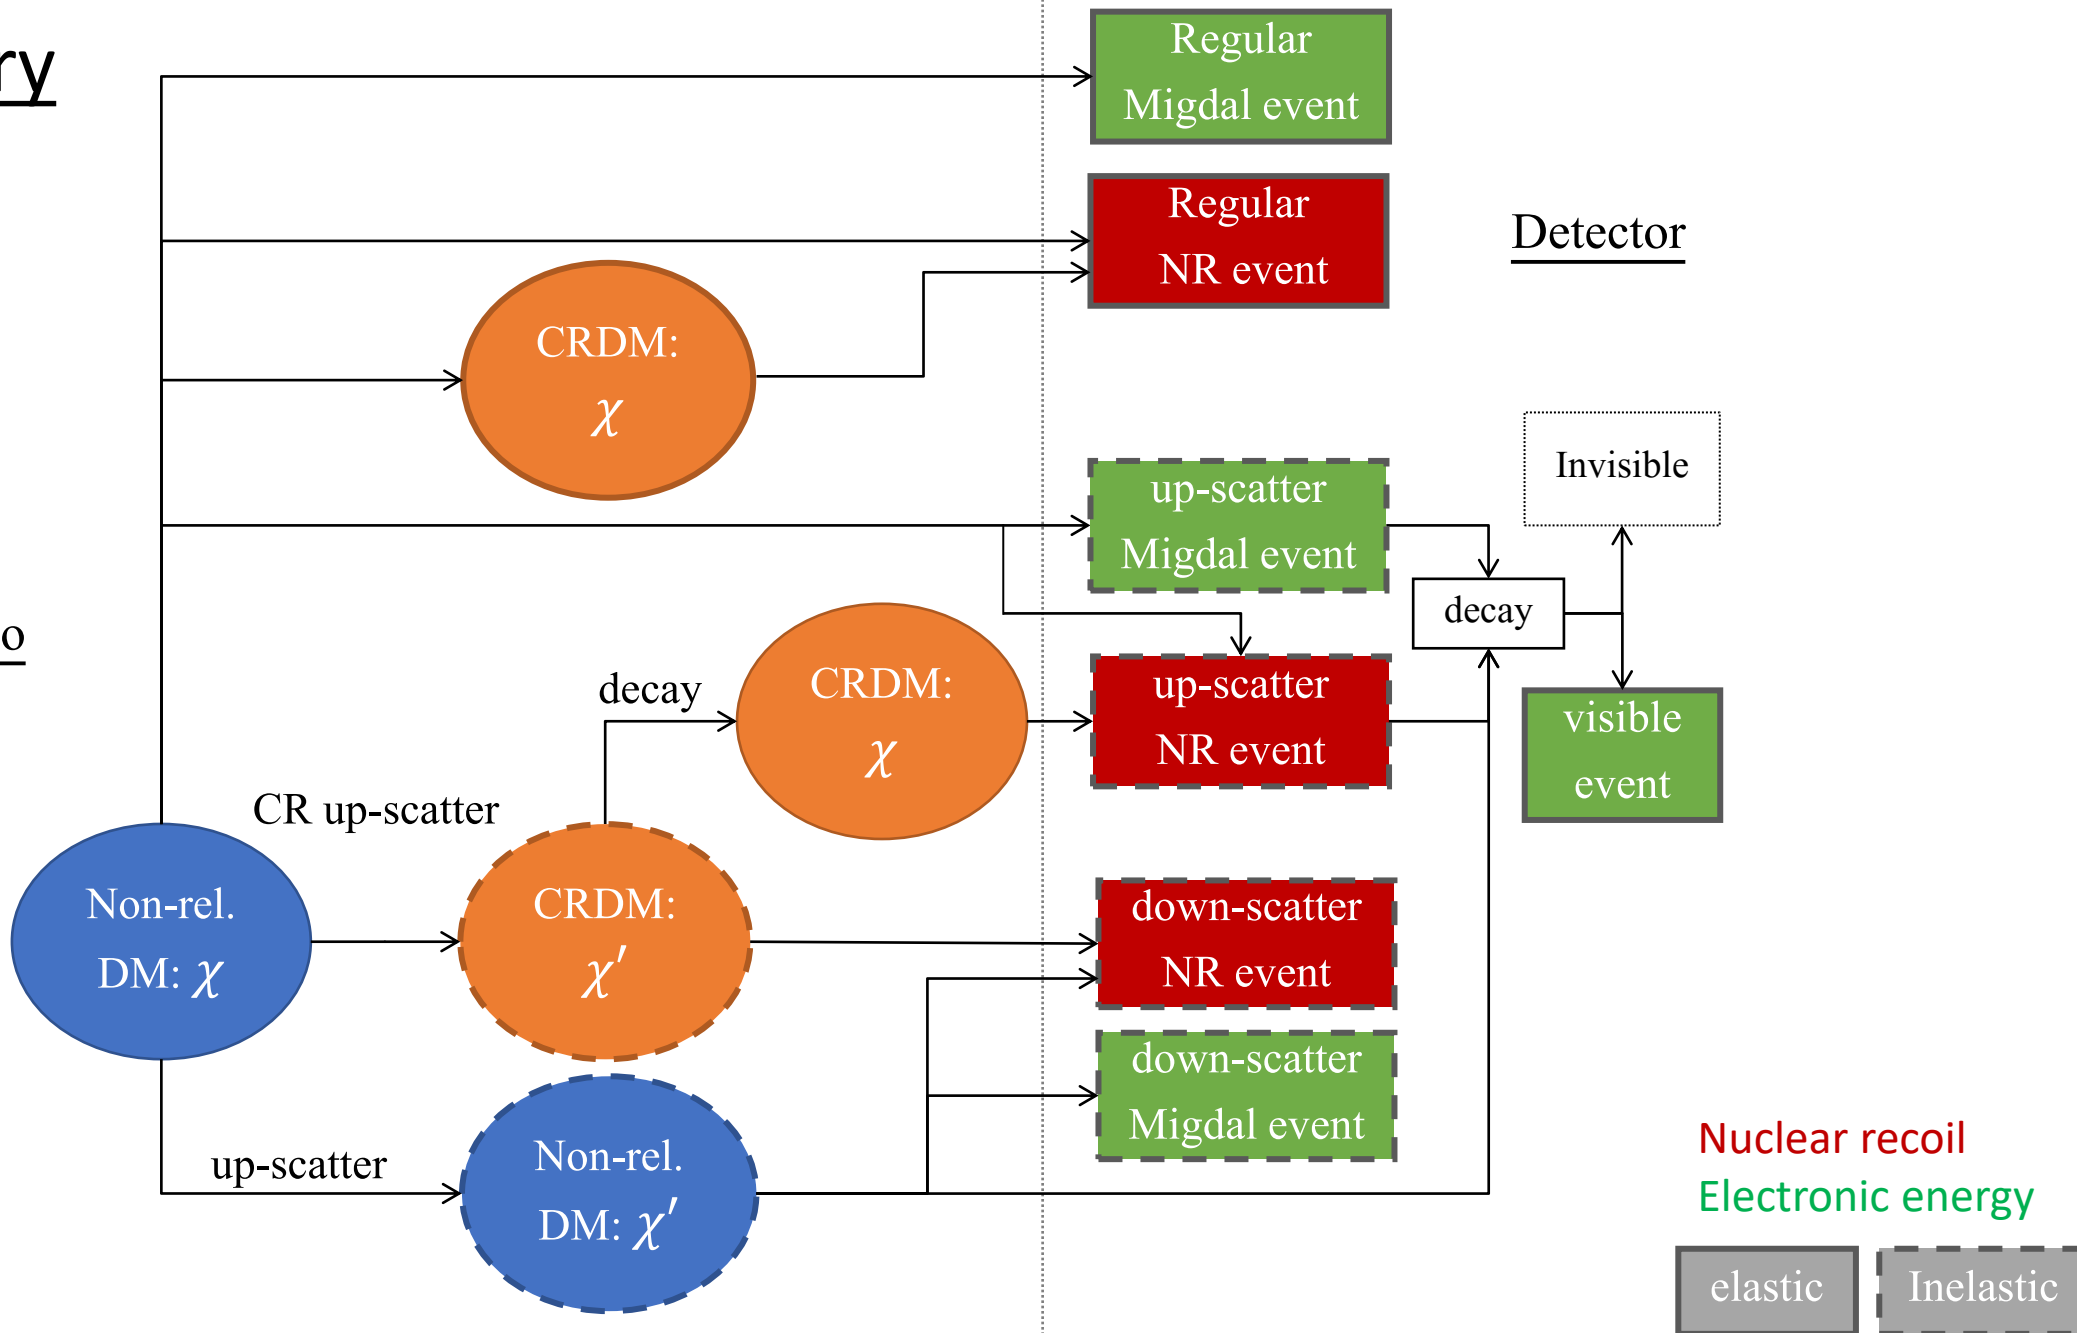 ry
Regular
Migdal event
Regular
NR event
Detector
CRDM:
χ
up-scatter
Migdal event
Invisible
decay
o
decay
CRDM:
χ
up-scatter
NR event
visible
event
CR up-scatter
Non-rel.
DM: χ
CRDM:
χ′
down-scatter
NR event
down-scatter
Migdal event
up-scatter
Non-rel.
DM: χ′
Nuclear recoil
Electronic energy
elastic
Inelastic